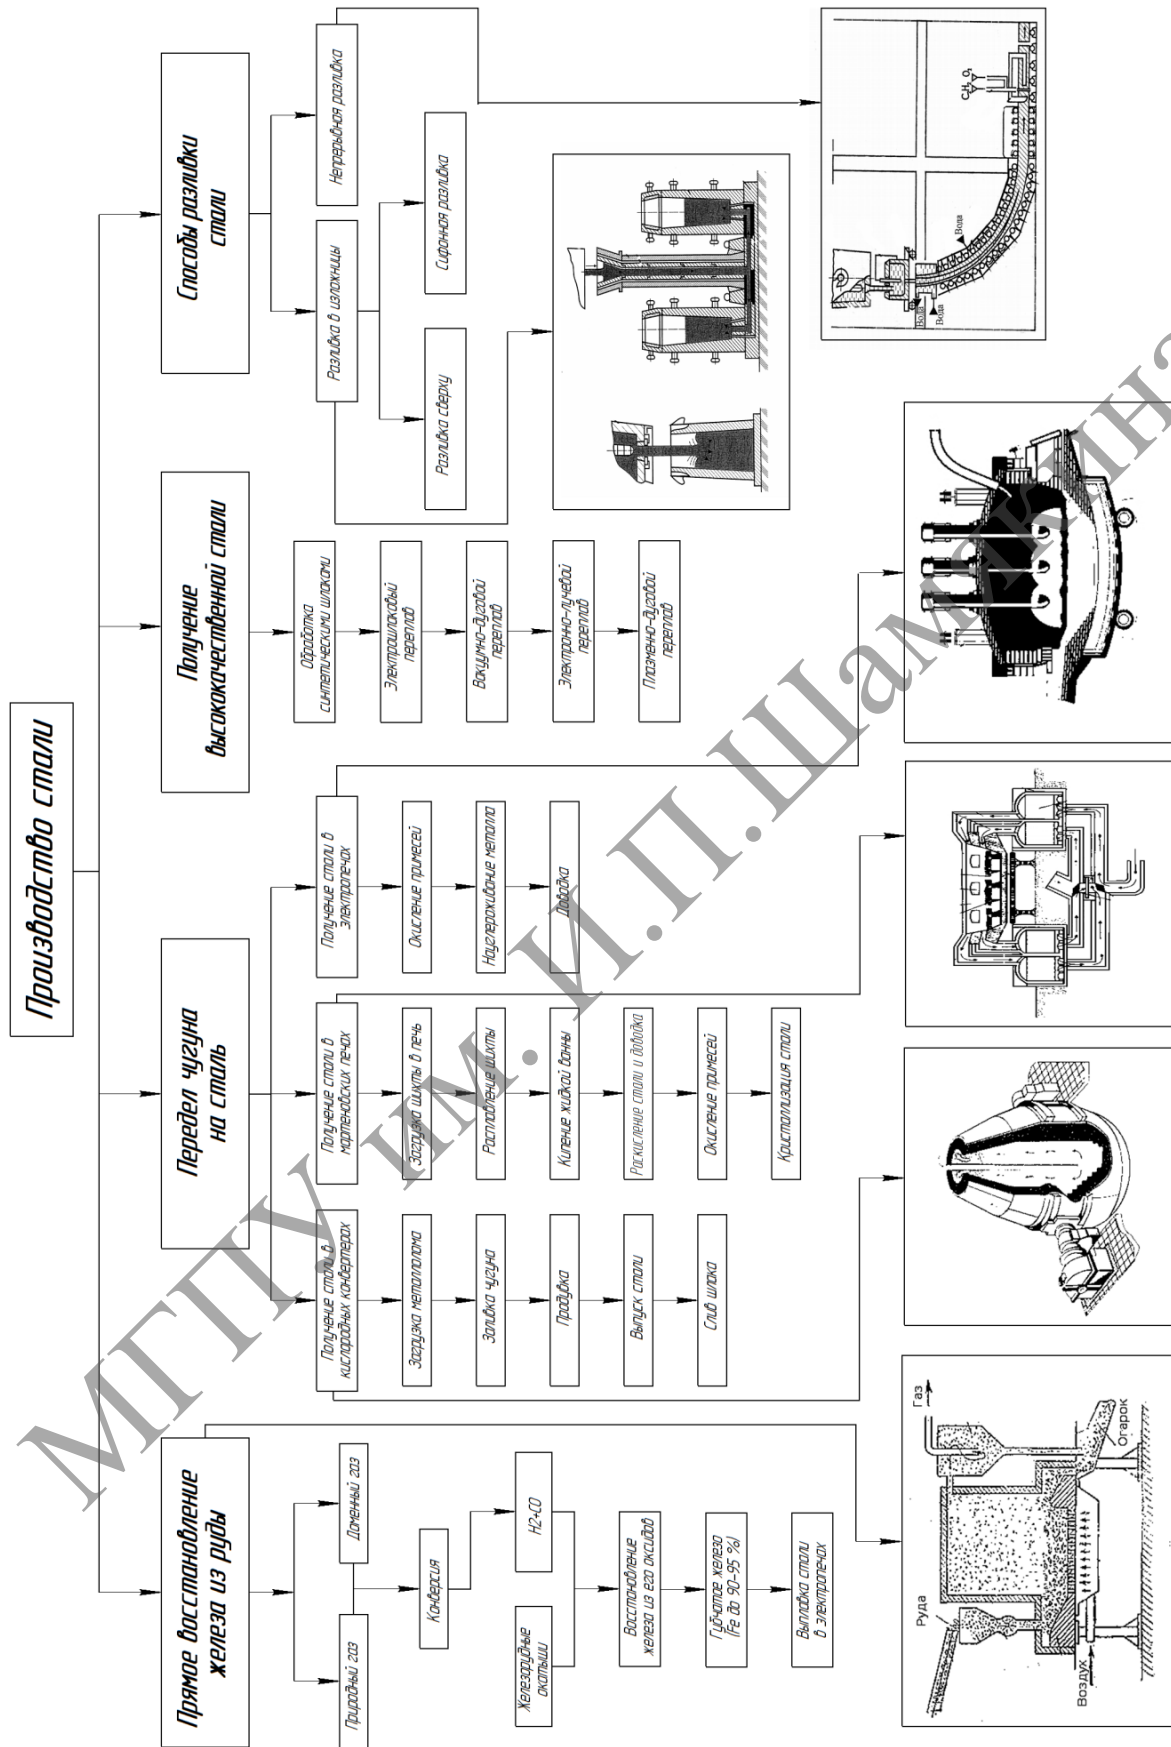 Производство стали
Прямое восстановление
железа из руды
Природный газ
Доменный газ
Конверсия
Железорудные
окатыши
H2+CO
Восстановление
железа из его оксидов
Губчатое железо
(Fe до 90-95 %)
Выплавка стали
в электропечах
Передел чугуна
на сталь
Получение стали в
кислородных конвертерах
Загрузка металлолома
Заливка чугуна
Продувка
Выпуск стали
Слив шлака
Получение стали в
мартеновских печах
Загрузка шихты в печь
Расплавление шихты
Кипение жидкой ванны
Раскисление стали и доводка
Окисление примесей
Кристаллизация стали
Получение стали в
электропечах
Окисление примесей
Науглероживание металла
Доводка
Получение
высококачественной стали
Обработка
синтетическими шлаками
Электрошлаковый
переплав
Вакуумно-дуговой
переплав
Электронно-лучевой
переплав
Плазменно-дуговой
переплав
Способы разливки
стали
Разливка в изложницы
Непрерывная разливка
Разливка сверху
Сифонная разливка
Руда
Газ
Воздух
Огарок
Вода
Вода
Вода
C₂H₂ O₂
МГПУ им. И.П.Шамякина